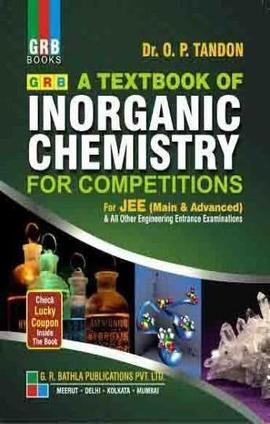 GRB
BOOKS
Dr. O. P. TANDON
GRB A TEXTBOOK OF
INORGANIC
CHEMISTRY
FOR COMPETITIONS
For JEE (Main & Advanced)
& All Other Engineering Entrance Examinations
Check
Lucky
Coupon
Inside
The Book
G. R. BATHLA PUBLICATIONS PVT. LTD.
MEERUT • DELHI • KOLKATA • MUMBAI